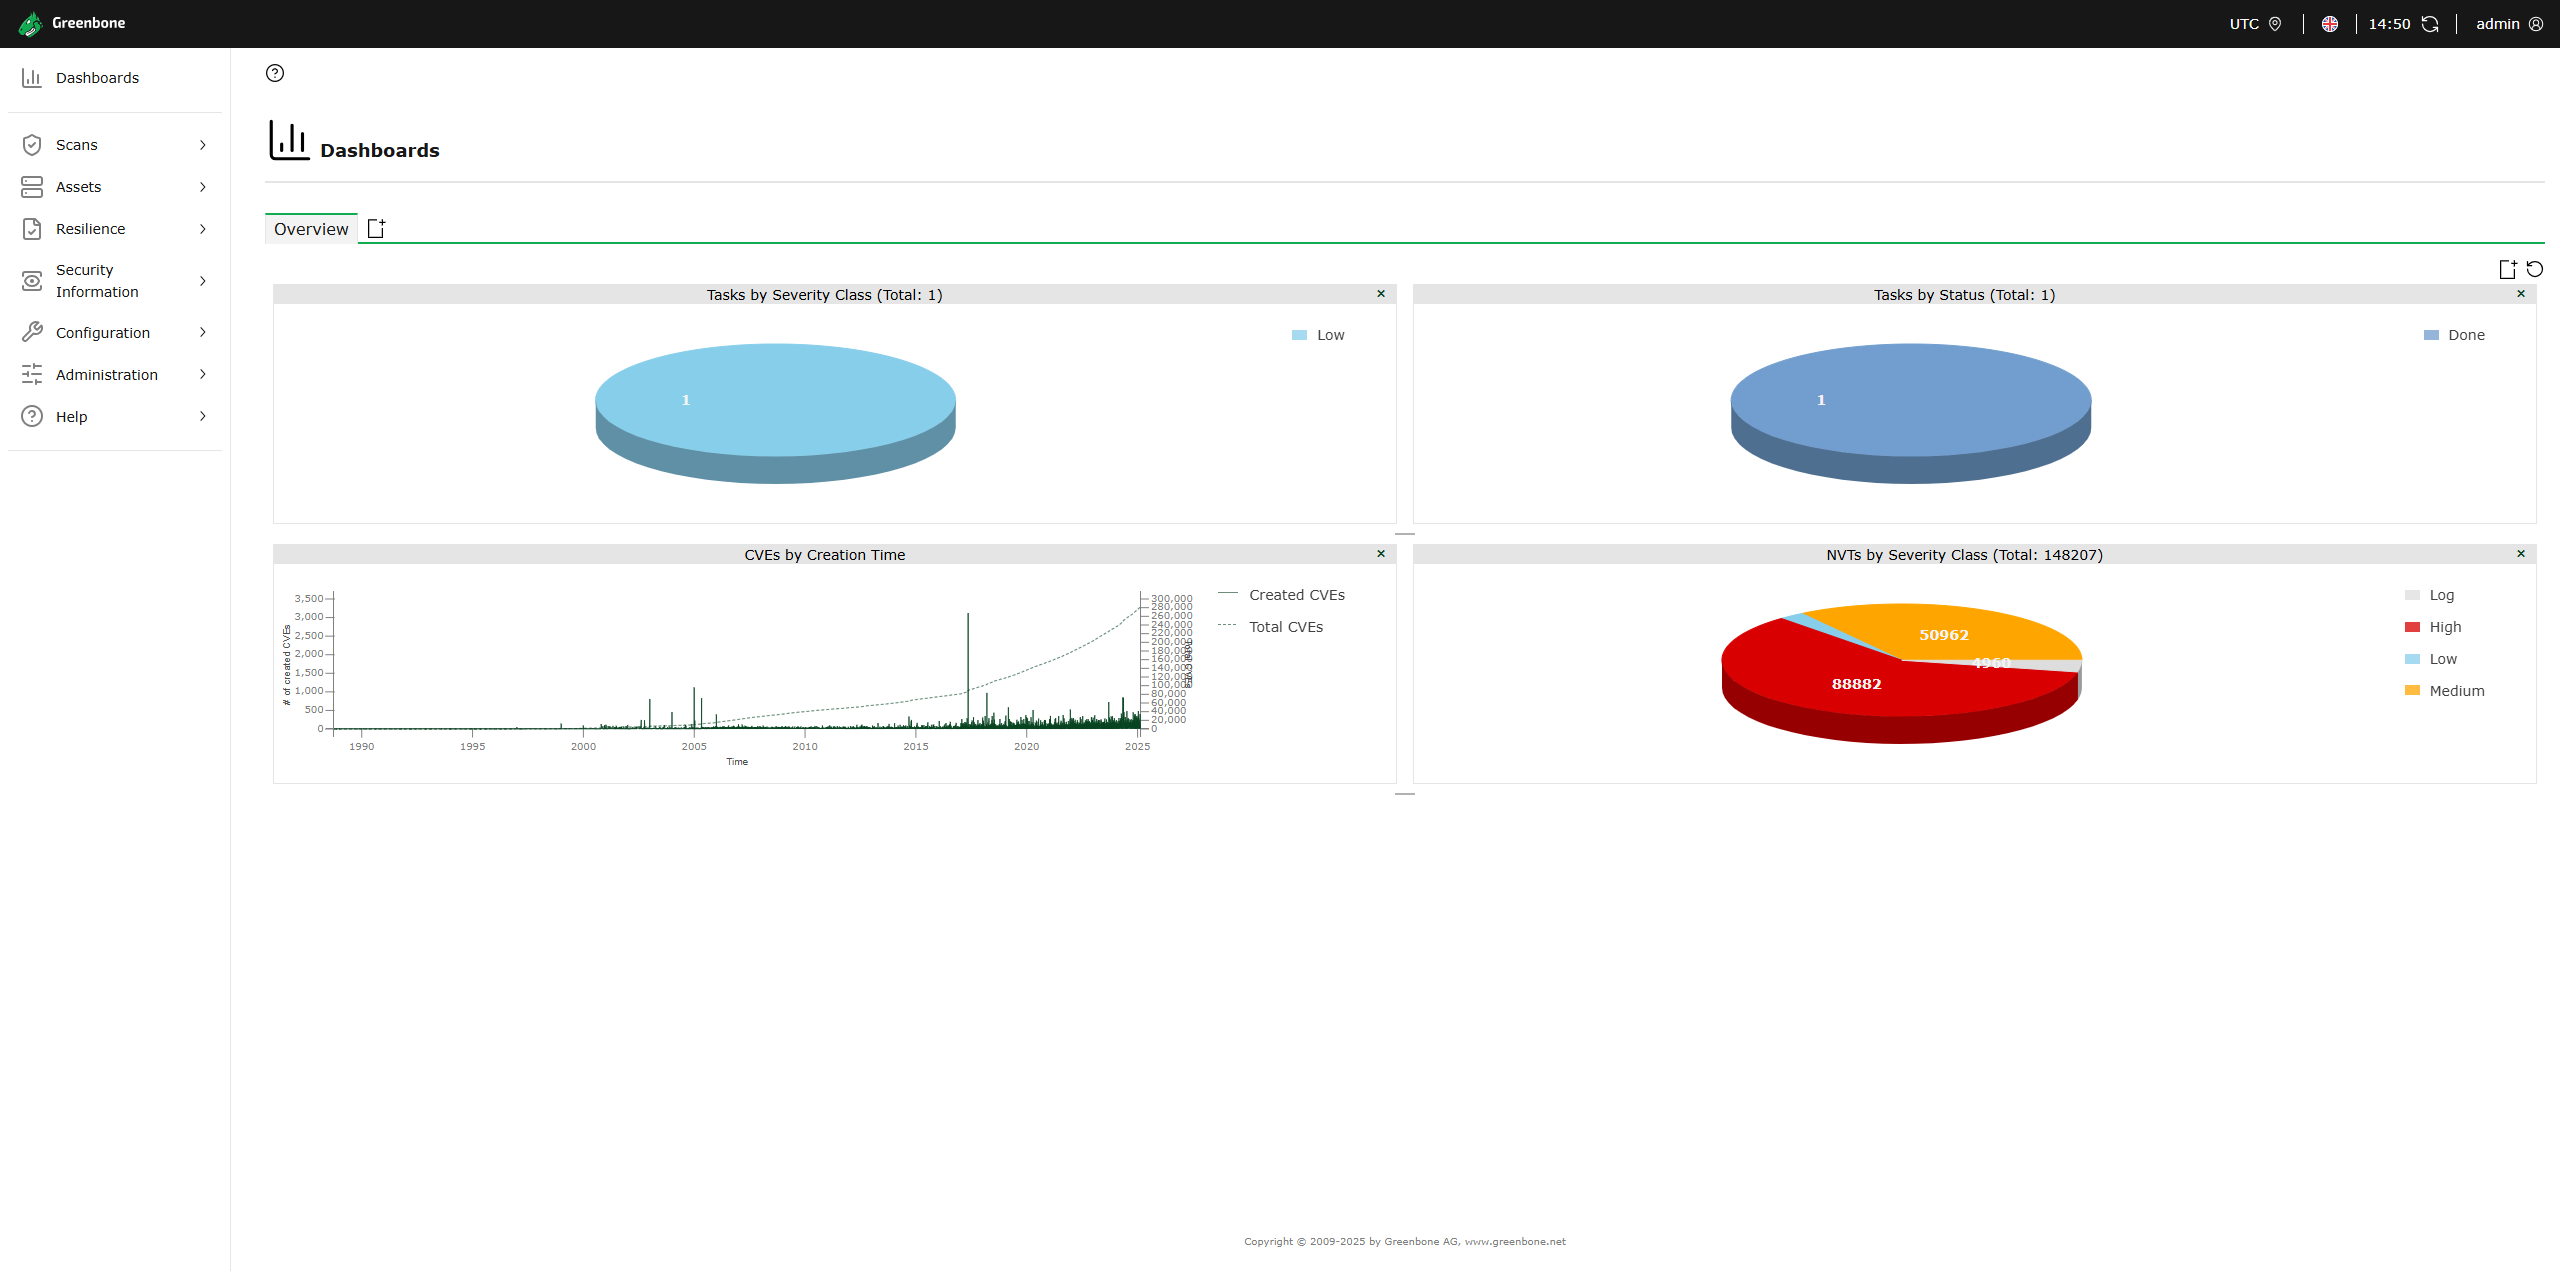 Greenbone
UTC
14:50
admin
Dashboards
Scans
Assets
Resilience
Security
Information
Configuration
Administration
Help
Dashboards
Overview
Tasks by Severity Class (Total: 1)
1
Low
Tasks by Status (Total: 1)
1
Done
CVEs by Creation Time
# of created CVEs
3,500
3,000
2,500
2,000
1,500
1,000
500
0
1990
1995
2000
2005
2010
2015
2020
2025
Time
300,000
280,000
260,000
240,000
220,000
200,000
180,000
160,000
140,000
120,000
100,000
80,000
60,000
40,000
20,000
0
Created CVEs
Total CVEs
NVTs by Severity Class (Total: 148207)
50962
4960
88882
Log
High
Low
Medium
Copyright © 2009-2025 by Greenbone AG, www.greenbone.net